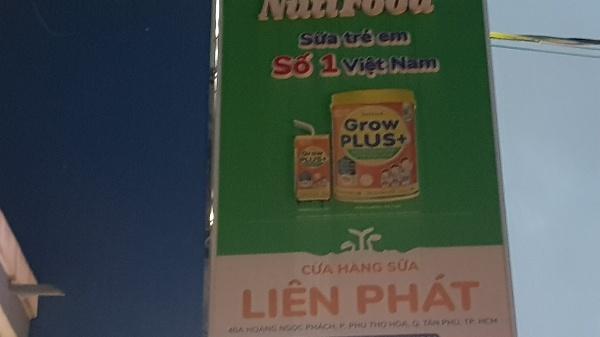 NutiFood
Sữa trẻ em
Số 1 Việt Nam
Grow
PLUS+
Grow
PLUS+
CỬA HÀNG SỮA
LIÊN PHÁT
40A HOÀNG NGỌC PHÁCH, P. PHÚ THỌ HÒA, Q. TÂN PHÚ, TP. HCM